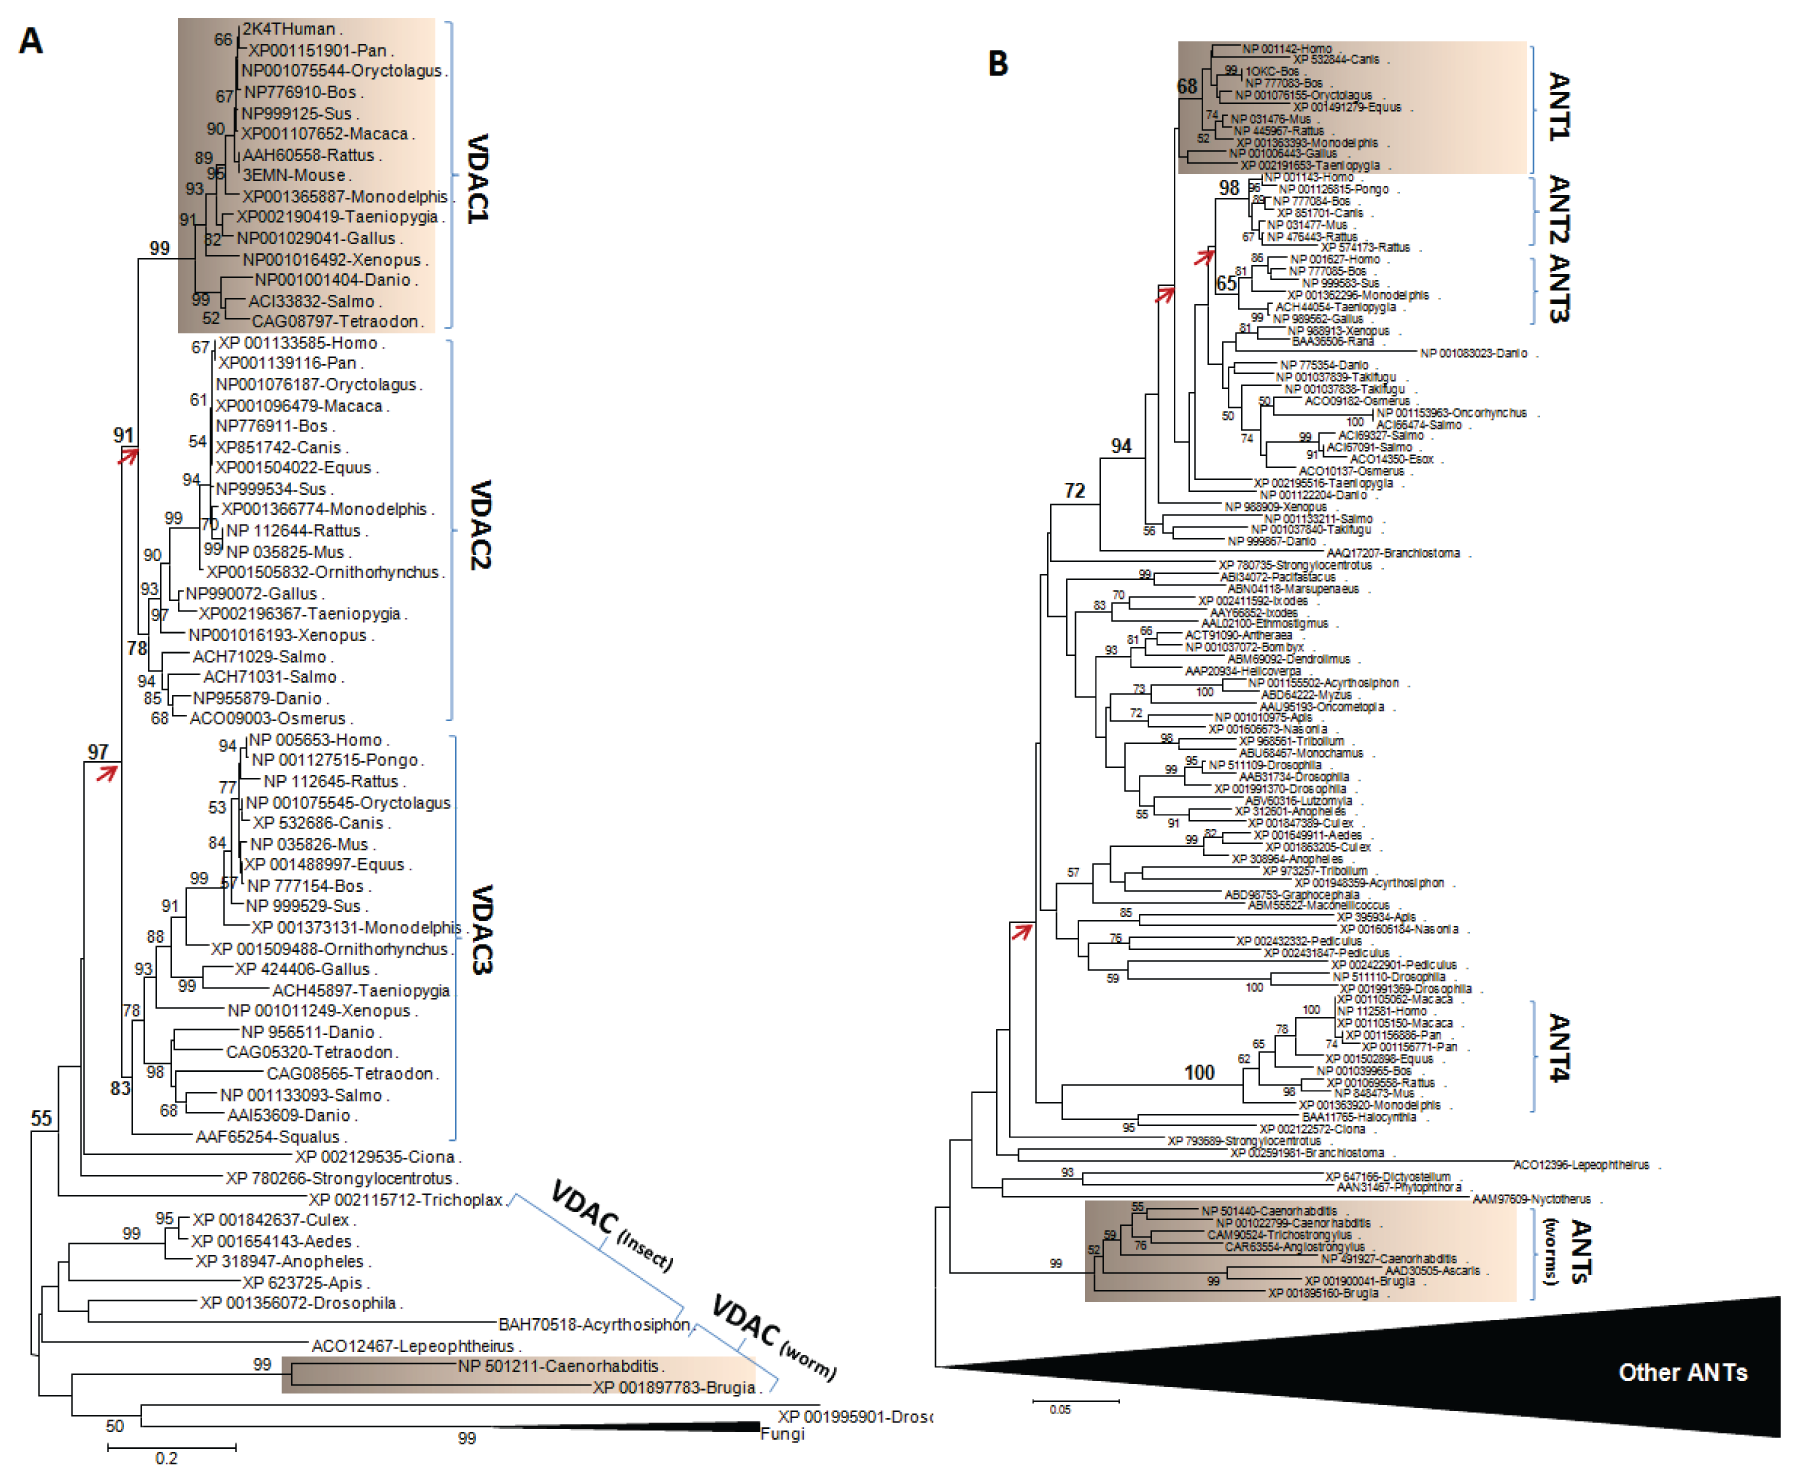 A
2K4THuman .
XP001151901-Pan .
NP001075544-Oryctolagus .
NP776910-Bos .
NP999125-Sus .
XP001107652-Macaca .
AAH60558-Rattus .
3EMN-Mouse .
XP001365887-Monodelphis .
XP002190419-Taeniopygia .
NP001029041-Gallus .
NP001016492-Xenopus .
NP001001404-Danio .
ACI33832-Salmo .
CAG08797-Tetraodon .
66
67
90
89
95
93
91
82
99
99
52
VDAC1
XP 001133585-Homo .
XP001139116-Pan .
NP001076187-Oryctolagus .
XP001096479-Macaca .
NP776911-Bos .
XP851742-Canis .
XP001504022-Equus .
NP999534-Sus .
XP001366774-Monodelphis .
NP 112644-Rattus .
NP 035825-Mus .
XP001505832-Ornithorhynchus .
NP990072-Gallus .
XP002196367-Taeniopygia .
NP001016193-Xenopus .
ACH71029-Salmo .
ACH71031-Salmo .
NP955879-Danio .
ACO09003-Osmerus .
67
61
54
94
70
99
99
90
93
97
78
94
85
68
91
VDAC2
NP 005653-Homo .
NP 001127515-Pongo .
NP 112645-Rattus .
NP 001075545-Oryctolagus
XP 532686-Canis .
NP 035826-Mus .
XP 001488997-Equus .
NP 777154-Bos .
NP 999529-Sus .
XP 001373131-Monodelphis .
XP 001509488-Ornithorhynchus .
XP 424406-Gallus .
ACH45897-Taeniopygia
NP 001011249-Xenopus .
NP 956511-Danio .
CAG05320-Tetraodon .
CAG08565-Tetraodon .
NP 001133093-Salmo .
AAI53609-Danio .
AAF65254-Squalus .
94
77
53
84
57
99
91
88
93
99
78
98
68
83
97
VDAC3
XP 002129535-Ciona .
XP 780266-Strongylocentrotus .
XP 002115712-Trichoplax .
55
XP 001842637-Culex .
XP 001654143-Aedes .
XP 318947-Anopheles .
XP 623725-Apis .
XP 001356072-Drosophila .
BAH70518-Acyrthosiphon .
95
99
VDAC (Insect)
ACO12467-Lepeophtheirus .
NP 501211-Caenorhabditis .
XP 001897783-Brugia .
99
VDAC (worm)
XP 001995901-Droso
Fungi
50
99
0.2
B
NP 001142-Homo .
XP 532844-Canis .
1OKC-Bos .
NP 777083-Bos .
NP 001076155-Oryctolagus .
XP 001491279-Equus .
NP 031476-Mus .
NP 445967-Rattus .
XP 001363393-Monodelphis .
NP 001006443-Gallus .
XP 002191653-Taeniopygia .
99
68
74
52
ANT1
NP 001143-Homo .
NP 001126815-Pongo .
NP 777084-Bos .
XP 851701-Canis .
NP 031477-Mus .
NP 476443-Rattus .
XP 574173-Rattus .
98
96
89
67
ANT2
NP 001627-Homo .
NP 777085-Bos .
NP 999583-Sus .
XP 001362296-Monodelphis .
ACH44054-Taeniopygia .
NP 989562-Gallus .
86
81
65
99
ANT3
NP 988913-Xenopus .
BAA36506-Rana .
NP 001083023-Danio .
NP 775354-Danio .
NP 001037839-Takifugu .
NP 001037838-Takifugu .
ACO09182-Osmerus .
NP 001153963-Oncorhynchus .
ACI66474-Salmo .
ACI69327-Salmo .
ACI67091-Salmo .
ACO14350-Esox .
ACO10137-Osmerus .
XP 002195516-Taeniopygia .
NP 001122204-Danio .
NP 988909-Xenopus .
NP 001133211-Salmo .
NP 001037840-Takifugu .
NP 999867-Danio .
AAQ17207-Branchiostoma .
XP 780735-Strongylocentrotus .
81
50
50
100
99
91
74
56
94
72
ABI34072-Pacifastacus .
ABN04118-Marsupenaeus .
XP 002411592-Ixodes .
AAY66852-Ixodes .
AAL02100-Ethmostigmus .
ACT91090-Antheraea .
NP 001037072-Bombyx .
ABM69092-Dendrolimus .
AAP20934-Helicoverpa .
NP 001155502-Acyrthosiphon .
ABD64222-Myzus .
AAU95193-Oncometopia .
NP 001010975-Apis .
XP 001606673-Nasonia .
XP 968561-Tribolium .
ABU68467-Monochamus .
NP 511109-Drosophila .
AAB31734-Drosophila .
XP 001991370-Drosophila .
ABV60316-Lutzomyia .
XP 312601-Anopheles .
XP 001847389-Culex .
99
70
83
66
81
93
73
100
72
98
95
99
55
91
XP 001649911-Aedes .
XP 001863205-Culex .
XP 308964-Anopheles .
XP 973257-Tribolium .
XP 001948359-Acyrthosiphon .
ABD98753-Graphocephala .
ABM55522-Maconellicoccus .
XP 395934-Apis .
XP 001606184-Nasonia .
XP 002432332-Pediculus .
XP 002431847-Pediculus .
XP 002422901-Pediculus .
NP 511110-Drosophila .
XP 001991369-Drosophila .
82
99
57
85
76
59
100
XP 001105062-Macaca .
NP 112581-Homo .
XP 001105150-Macaca .
XP 001156886-Pan .
XP 001156771-Pan .
XP 001502898-Equus .
NP 001039965-Bos .
XP 001069558-Rattus .
NP 848473-Mus .
XP 001363920-Monodelphis .
100
78
74
65
62
98
100
ANT4
BAA11765-Halocynthia .
XP 002122572-Ciona .
95
XP 793689-Strongylocentrotus .
XP 002591981-Branchiostoma .
ACO12396-Lepeophtheirus .
XP 647166-Dictyostelium .
AAN31467-Phytophthora .
AAM97609-Nyctotherus .
93
NP 501440-Caenorhabditis .
NP 001022799-Caenorhabditis .
CAM90524-Trichostrongylus .
CAR63554-Angiostrongylus .
NP 491927-Caenorhabditis .
AAD30505-Ascaris .
XP 001900041-Brugia .
XP 001895160-Brugia .
55
59
76
52
99
99
ANTs
(worms)
Other ANTs
0.05